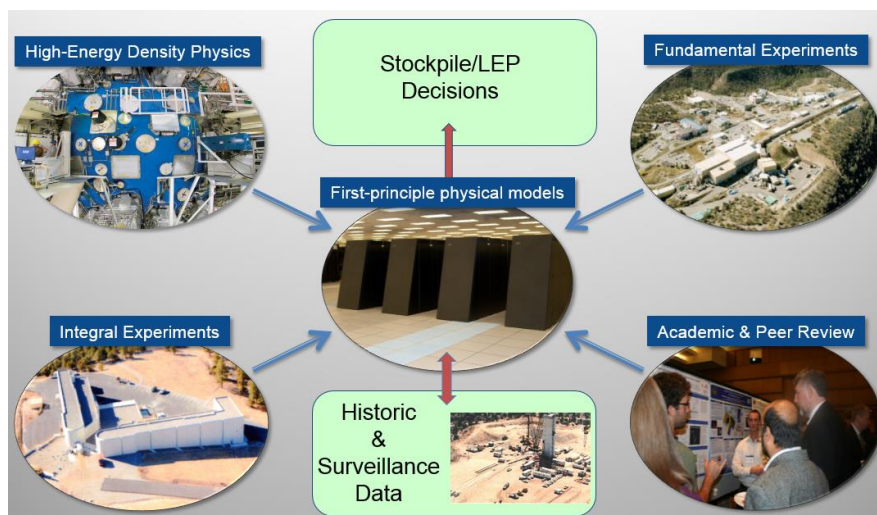 High-Energy Density Physics
Stockpile/LEP
Decisions
Fundamental Experiments
First-principle physical models
Integral Experiments
Academic & Peer Review
Historic
&
Surveillance
Data